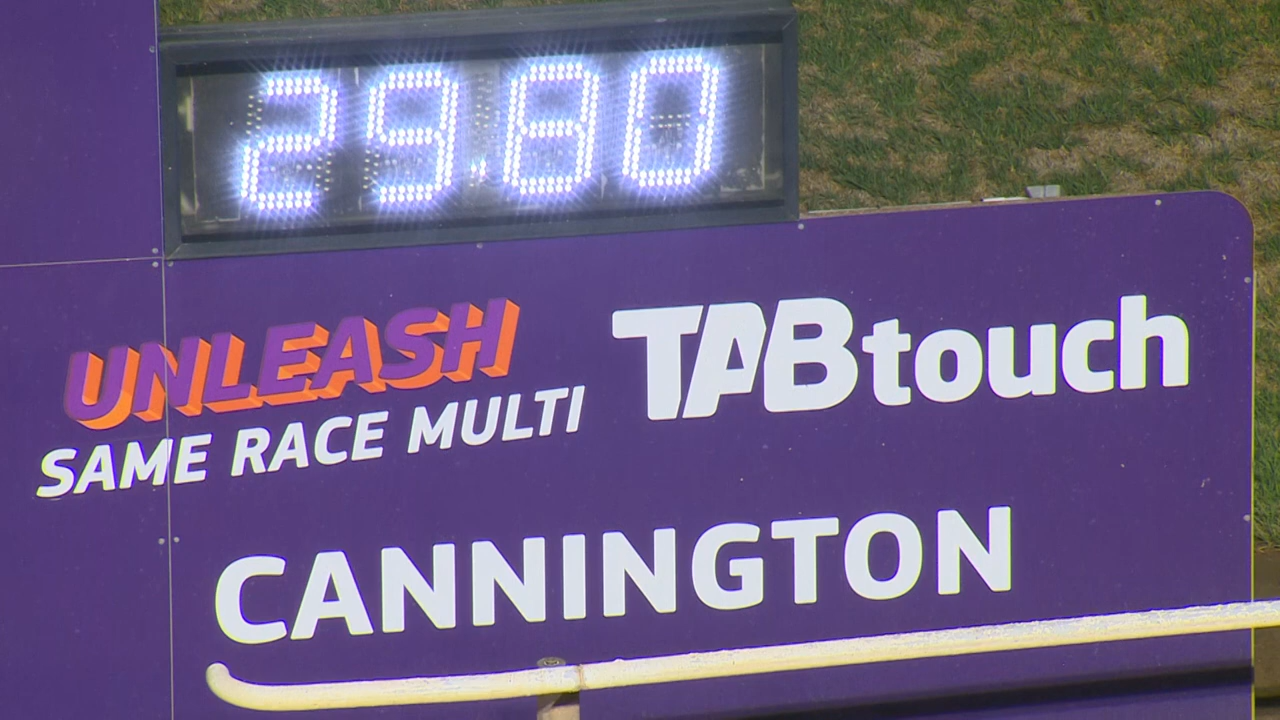 29.80
UNLEASH
SAME RACE MULTI
TABtouch
CANNINGTON